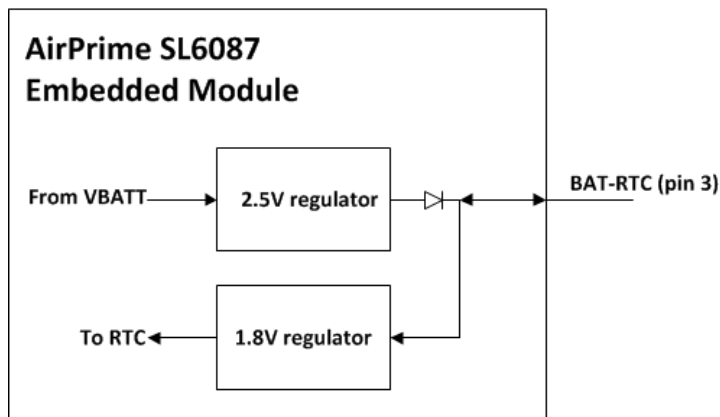 AirPrime SL6087
Embedded Module
From VBATT
2.5V regulator
BAT-RTC (pin 3)
To RTC
1.8V regulator